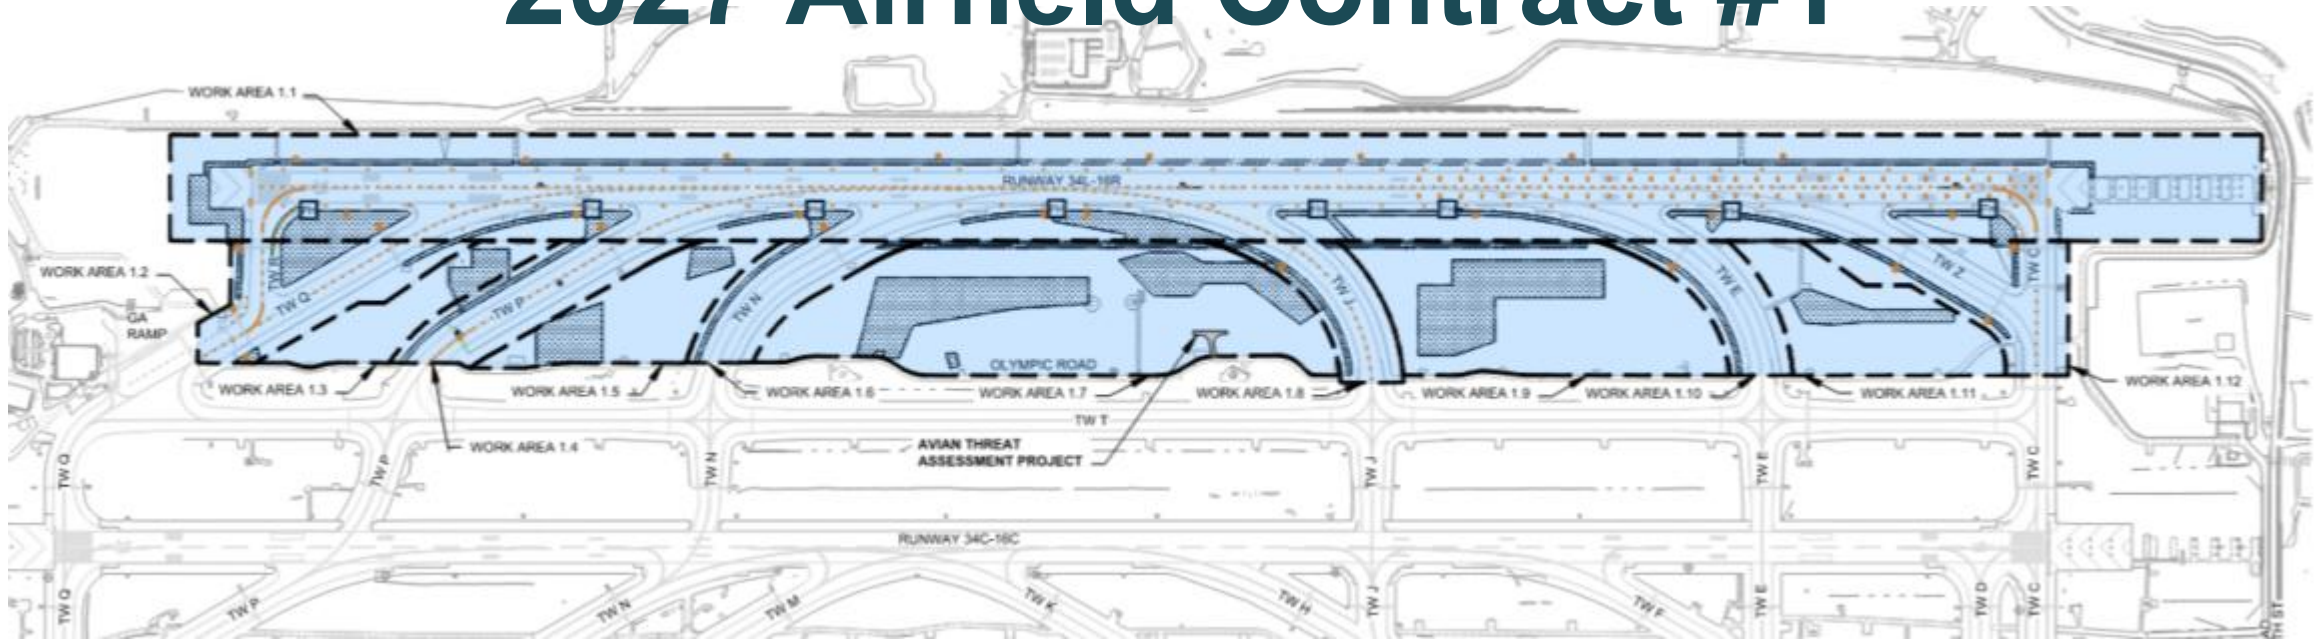 2027 Airfield Contract #1
WORK AREA 1.1
RUNWAY 34L-16R
WORK AREA 1.2
GA
RAMP
TW Q
TW P
TW N
TW J
TW E
TW Z
TW C
OLYMPIC ROAD
WORK AREA 1.3
WORK AREA 1.5
WORK AREA 1.6
WORK AREA 1.7
WORK AREA 1.8
WORK AREA 1.9
WORK AREA 1.10
WORK AREA 1.11
WORK AREA 1.12
TW T
WORK AREA 1.4
AVIAN THREAT
ASSESSMENT PROJECT
TW Q
TW P
TW N
TW J
TW E
TW C
RUNWAY 34C-16C
TW Q
TW P
TW N
TW M
TW K
TW H
TW J
TW F
TW E
TW D
TW C